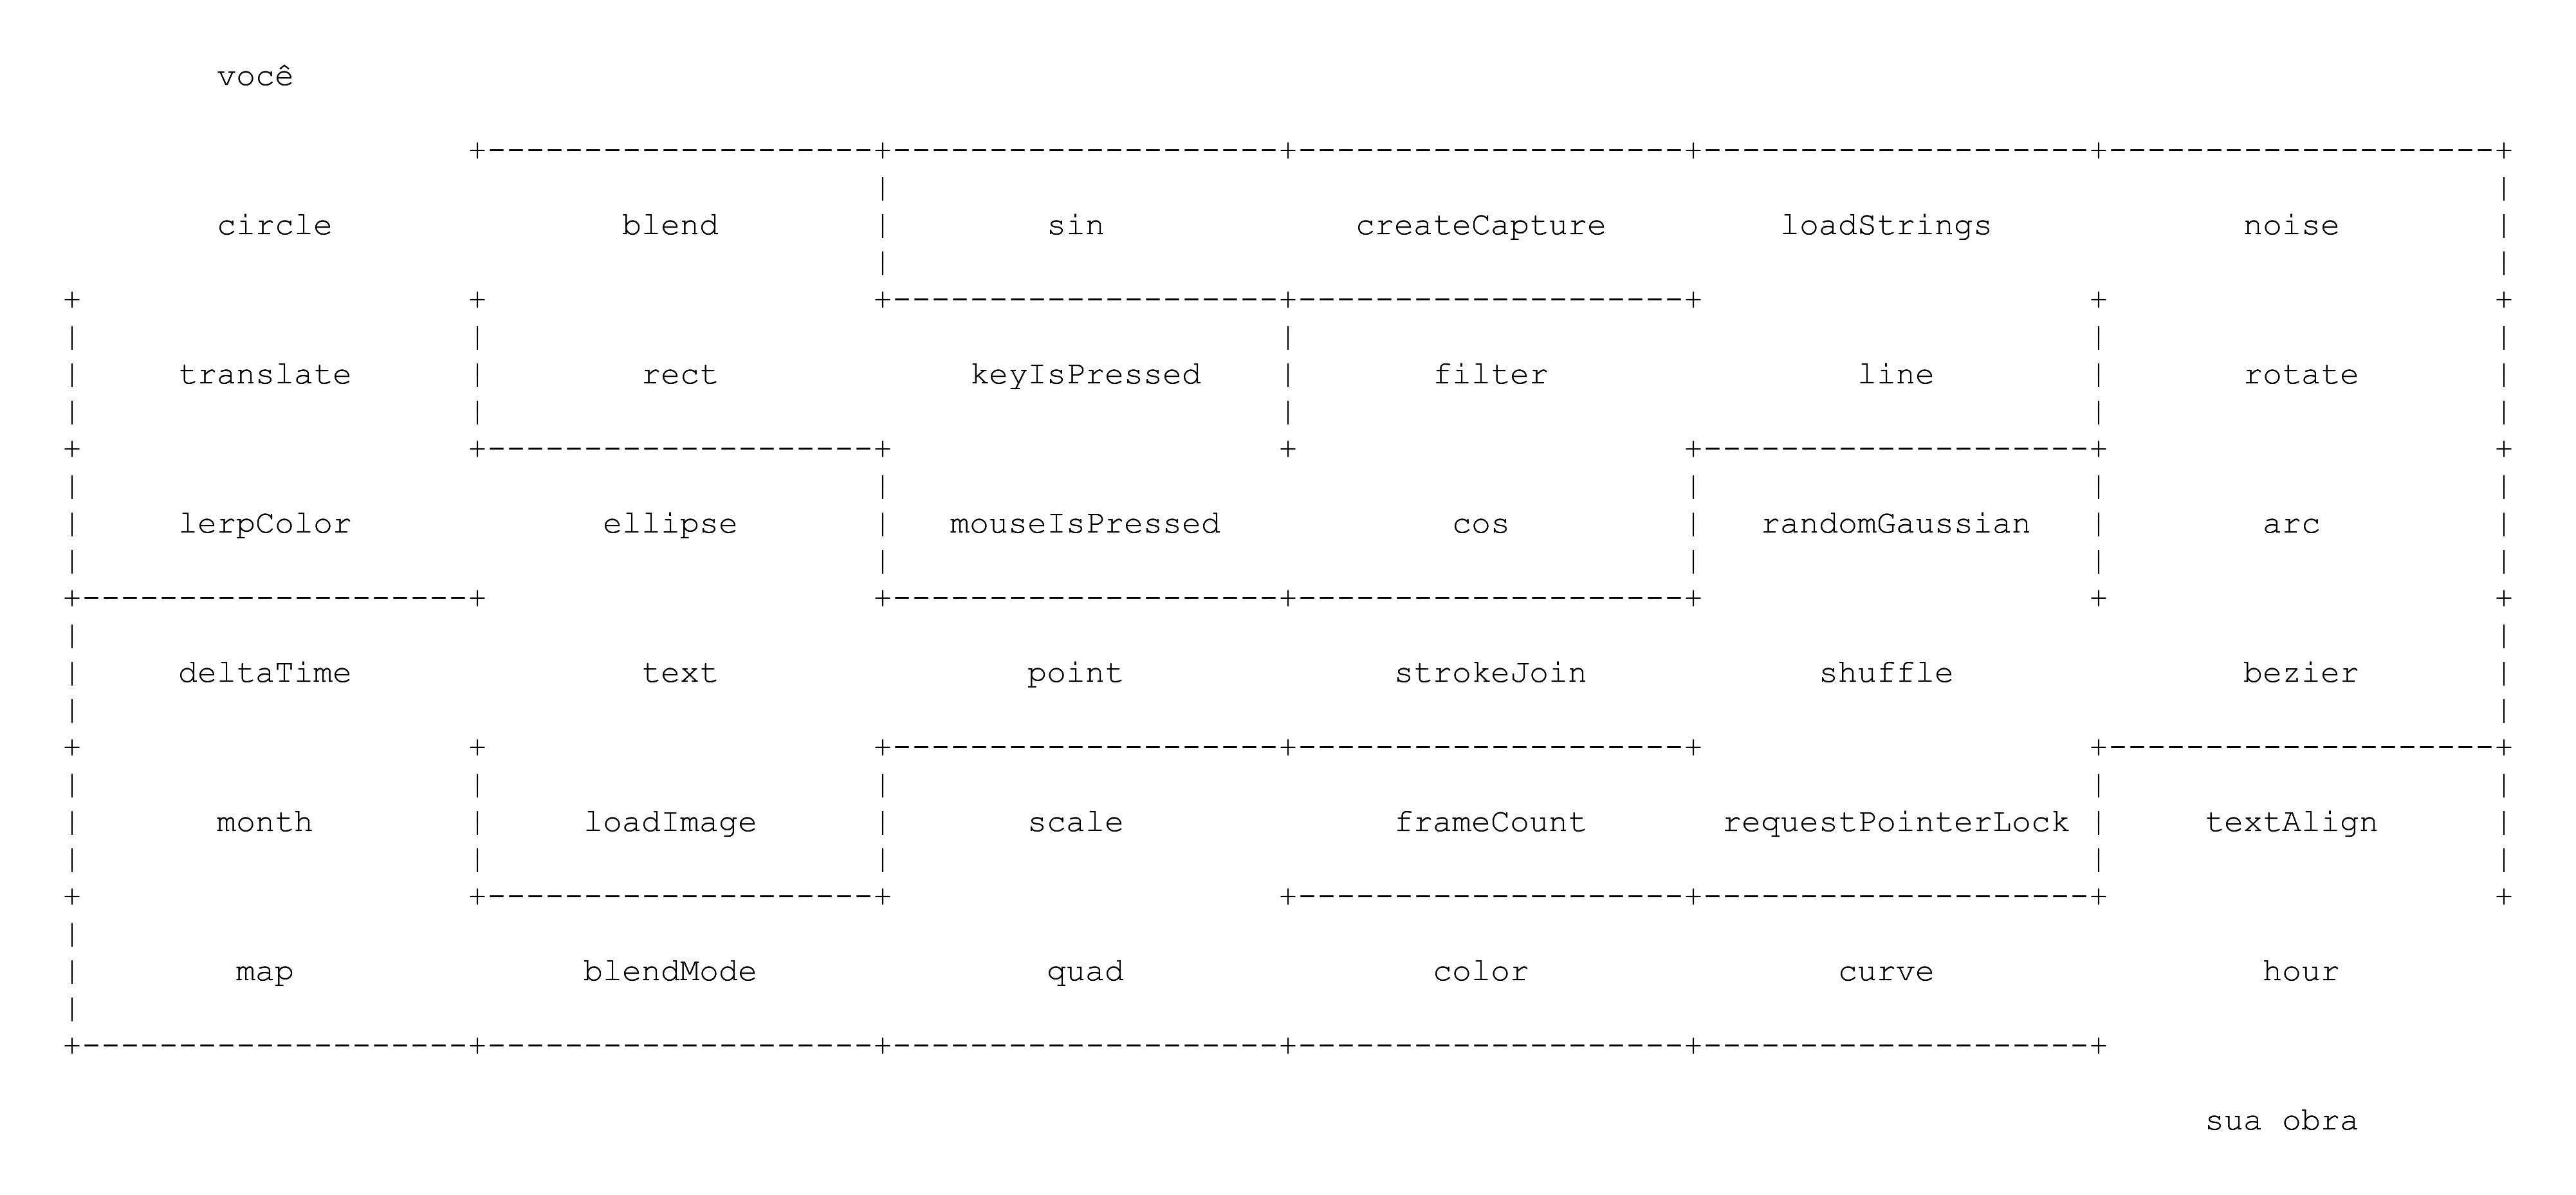 você
circle blend sin createCapture loadStrings noise
translate rect keyIsPressed filter line rotate
lerpColor ellipse mouseIsPressed cos randomGaussian arc
deltaTime text point strokeJoin shuffle bezier
month loadImage scale frameCount requestPointerLock textAlign
map blendMode quad color curve hour
sua obra